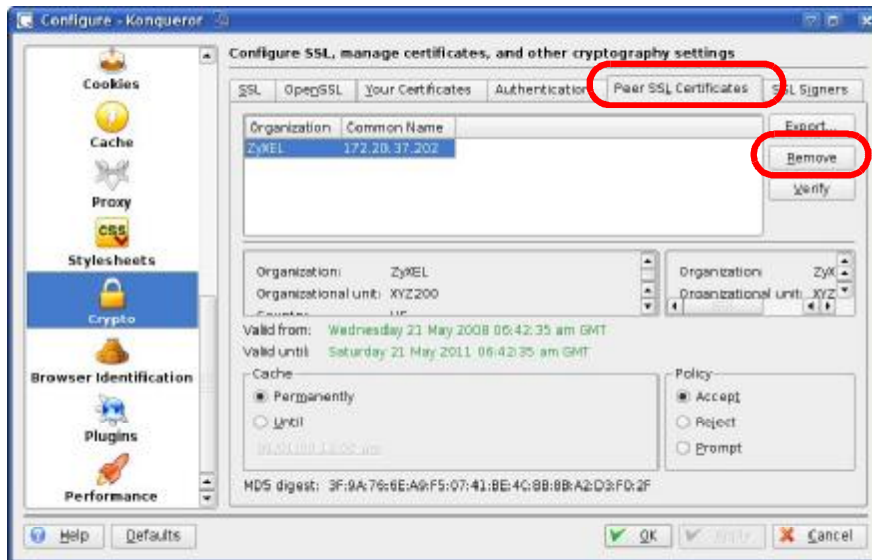 Configure - Konqueror
Cookies
Cache
Proxy
Stylesheets
Crypto
Browser Identification
Plugins
Performance
Configure SSL, manage certificates, and other cryptography settings
SSL OpenSSL Your Certificates Authentication Peer SSL Certificates SSL Signers
Organization Common Name
ZyXEL 172.20.37.202
Export...
Remove
Verify
Organization: ZyXEL
Organizational unit: XYZ200
Organization: ZyX
Organizational unit: XYZ
Valid from: Wednesday 21 May 2008 06:42:35 am GMT
Valid until: Saturday 21 May 2011 06:42:35 am GMT
Cache
Permanently
Until
Policy
Accept
Reject
Prompt
MD5 digest: 3F:9A:76:6E:A9:F5:07:41:BE:4C:8B:8B:A2:D3:F0:2F
Help Defaults OK Apply Cancel